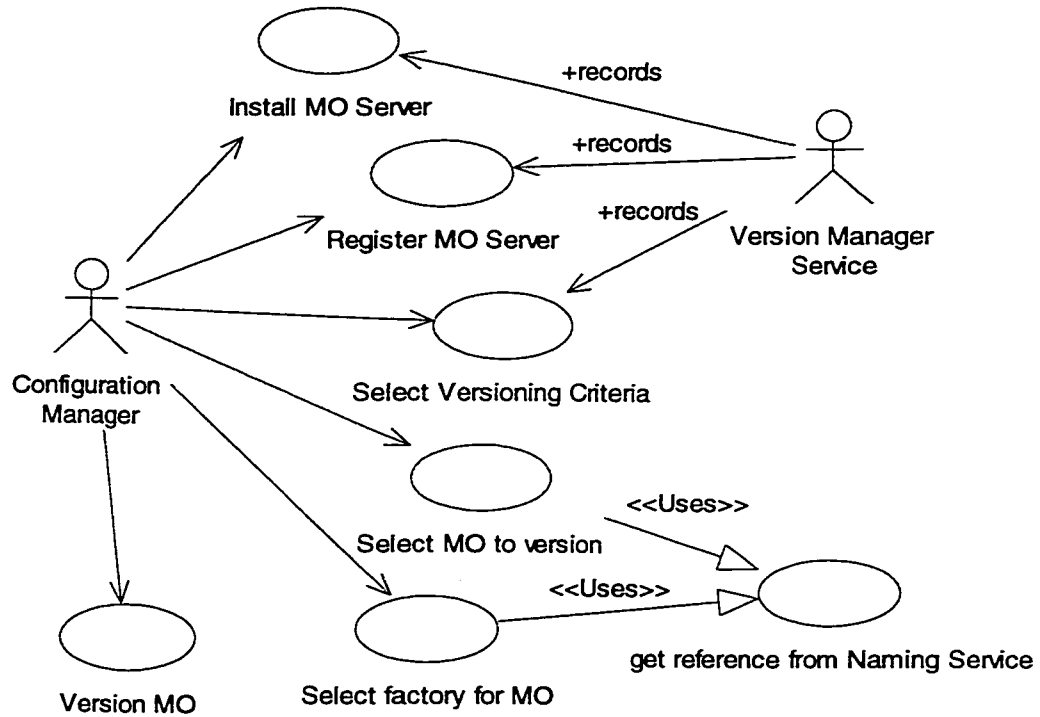 +records
Install MO Server
+records
+records
Register MO Server
Version Manager
Service
Configuration
Manager
Select Versioning Criteria
<<Uses>>
Select MO to version
<<Uses>>
get reference from Naming Service
Version MO
Select factory for MO